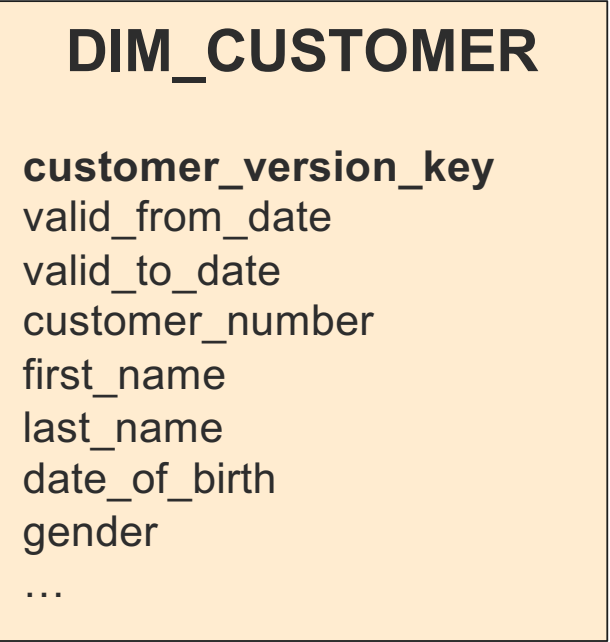 DIM_CUSTOMER
customer_version_key
valid_from_date
valid_to_date
customer_number
first_name
last_name
date_of_birth
gender
…